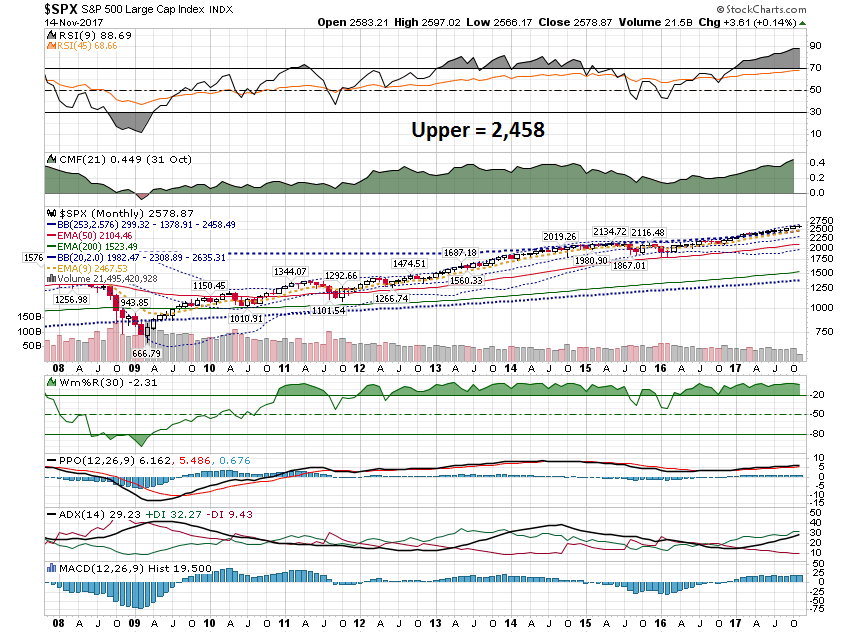 $SPX S&P 500 Large Cap Index INDX © StockCharts.com
14-Nov-2017 Open 2583.21 High 2597.02 Low 2566.17 Close 2578.87 Volume 21.5B Chg +3.61 (+0.14%)
RSI(9) 88.69
RSI(45) 68.66
90
70
50
30
10
Upper = 2,458
CMF(21) 0.449 (31 Oct)
0.4
0.2
0.0
$SPX (Monthly) 2578.87
BB(253,2.576) 299.32 - 1378.91 - 2458.49
EMA(50) 2104.46
EMA(200) 1523.49
BB(20,2.0) 1982.47 - 2308.89 - 2635.31
EMA(9) 2467.53
Volume 21,495,420,928
1576
1256.98
943.85
666.79
1150.45
1010.91
1344.07
1101.54
1292.66
1266.74
1474.51
1560.33
1687.18
2019.26
1980.90
2134.72
1867.01
2116.48
2750
2500
2250
2000
1750
1500
1250
1000
750
150B
100B
50B
08 A J O 09 A J O 10 A J O 11 A J O 12 A J O 13 A J O 14 A J O 15 A J O 16 A J O 17 A J O
Wm%R(30) -2.31
-20
-50
-80
PPO(12,26,9) 6.162, 5.486, 0.676
10
5
0
-5
-10
-15
ADX(14) 29.23 +DI 32.27 -DI 9.43
50
40
30
20
10
MACD(12,26,9) Hist 19.500
50
25
0
-25
-50
-75
08 A J O 09 A J O 10 A J O 11 A J O 12 A J O 13 A J O 14 A J O 15 A J O 16 A J O 17 A J O